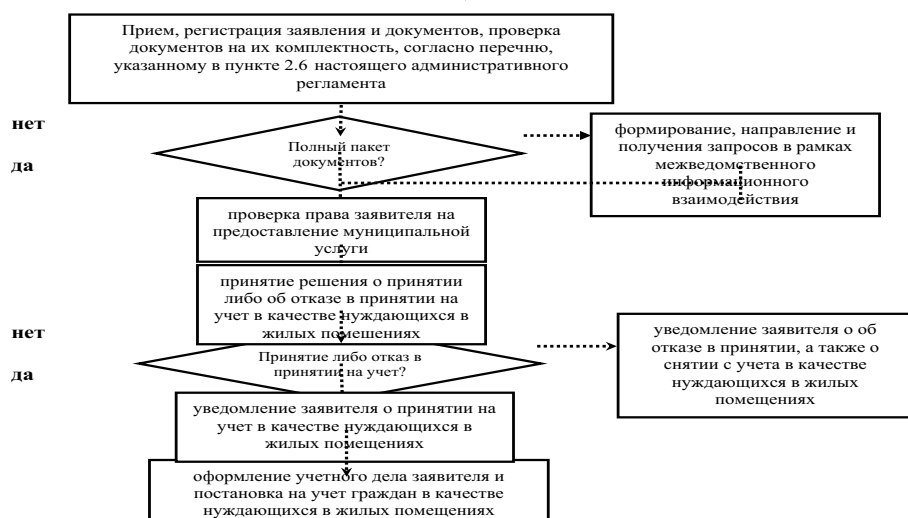 Прием, регистрация заявления и документов, проверка
документов на их комплектность, согласно перечню,
указанному в пункте 2.6 настоящего административного
регламента
нет
да
Полный пакет
документов?
формирование, направление и
получения запросов в рамках
межведомственного
информационного
взаимодействия
проверка права заявителя на
предоставление муниципальной
услуги
принятие решения о принятии
либо об отказе в принятии на
учет в качестве нуждающихся в
жилых помещениях
нет
да
Принятие либо отказ в
принятии на учет?
уведомление заявителя о об
отказе в принятии, а также о
снятии с учета в качестве
нуждающихся в жилых
помещениях
уведомление заявителя о принятии на
учет в качестве нуждающихся в
жилых помещениях
оформление учетного дела заявителя и
постановка на учет граждан в качестве
нуждающихся в жилых помещениях